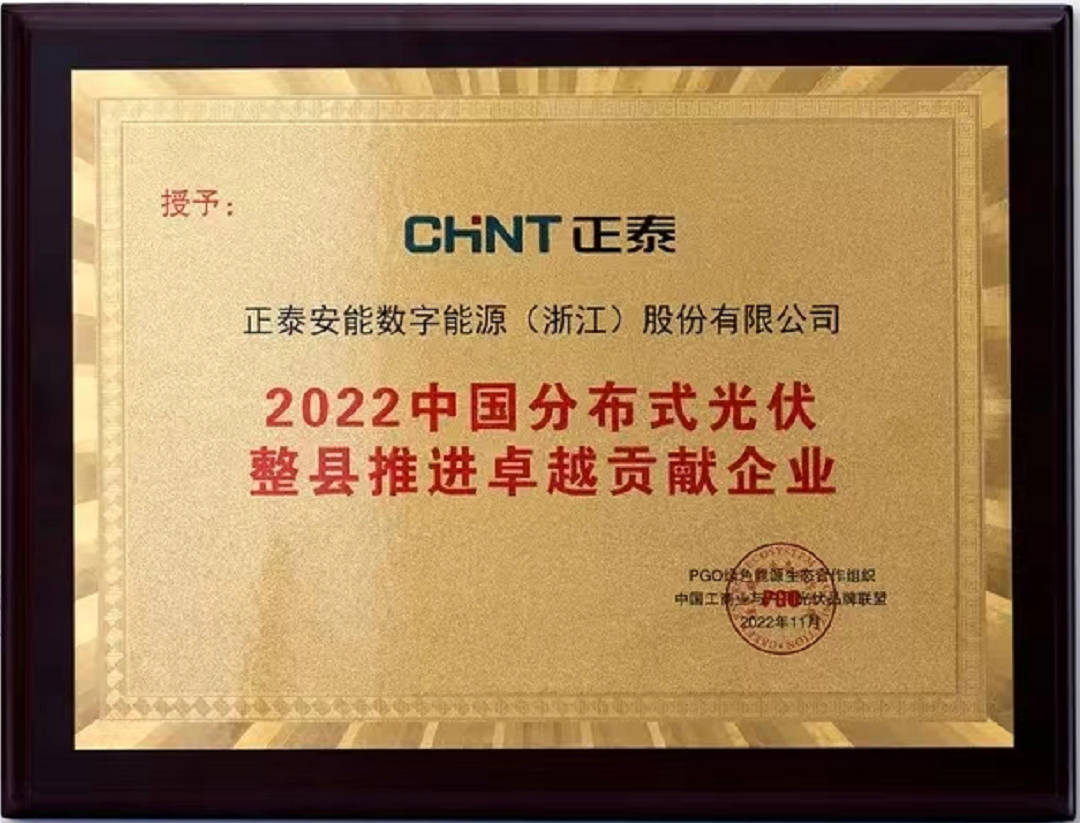 授予：
CHiNT 正泰
正泰安能数字能源（浙江）股份有限公司
2022中国分布式光伏
整县推进卓越贡献企业
PGO绿色能源生态合作组织
中国工商业与户用光伏品牌联盟
2022年11月
PGO